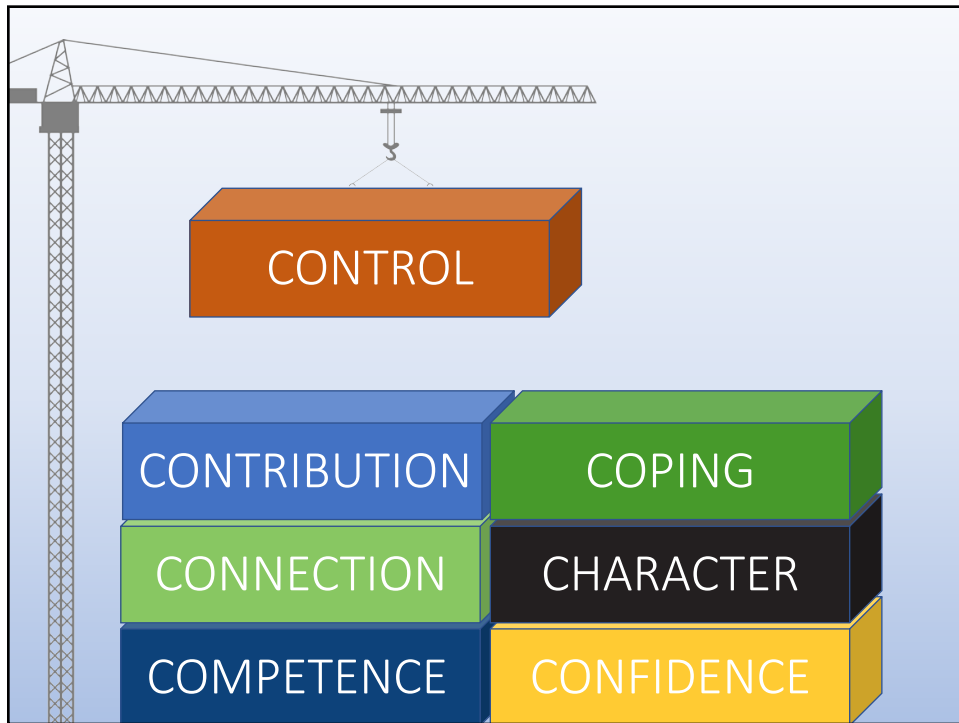 CONTROL
CONTRIBUTION
COPING
CONNECTION
CHARACTER
COMPETENCE
CONFIDENCE